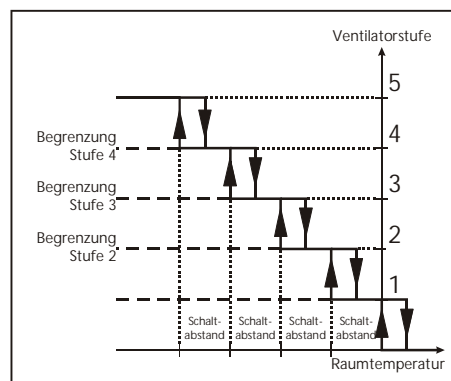 Ventilatorstufe
5
Begrenzung
Stufe 4
4
Begrenzung
Stufe 3
3
Begrenzung
Stufe 2
2
1
Schalt-
abstand
Schalt-
abstand
Schalt-
abstand
Schalt-
abstand
Raumtemperatur